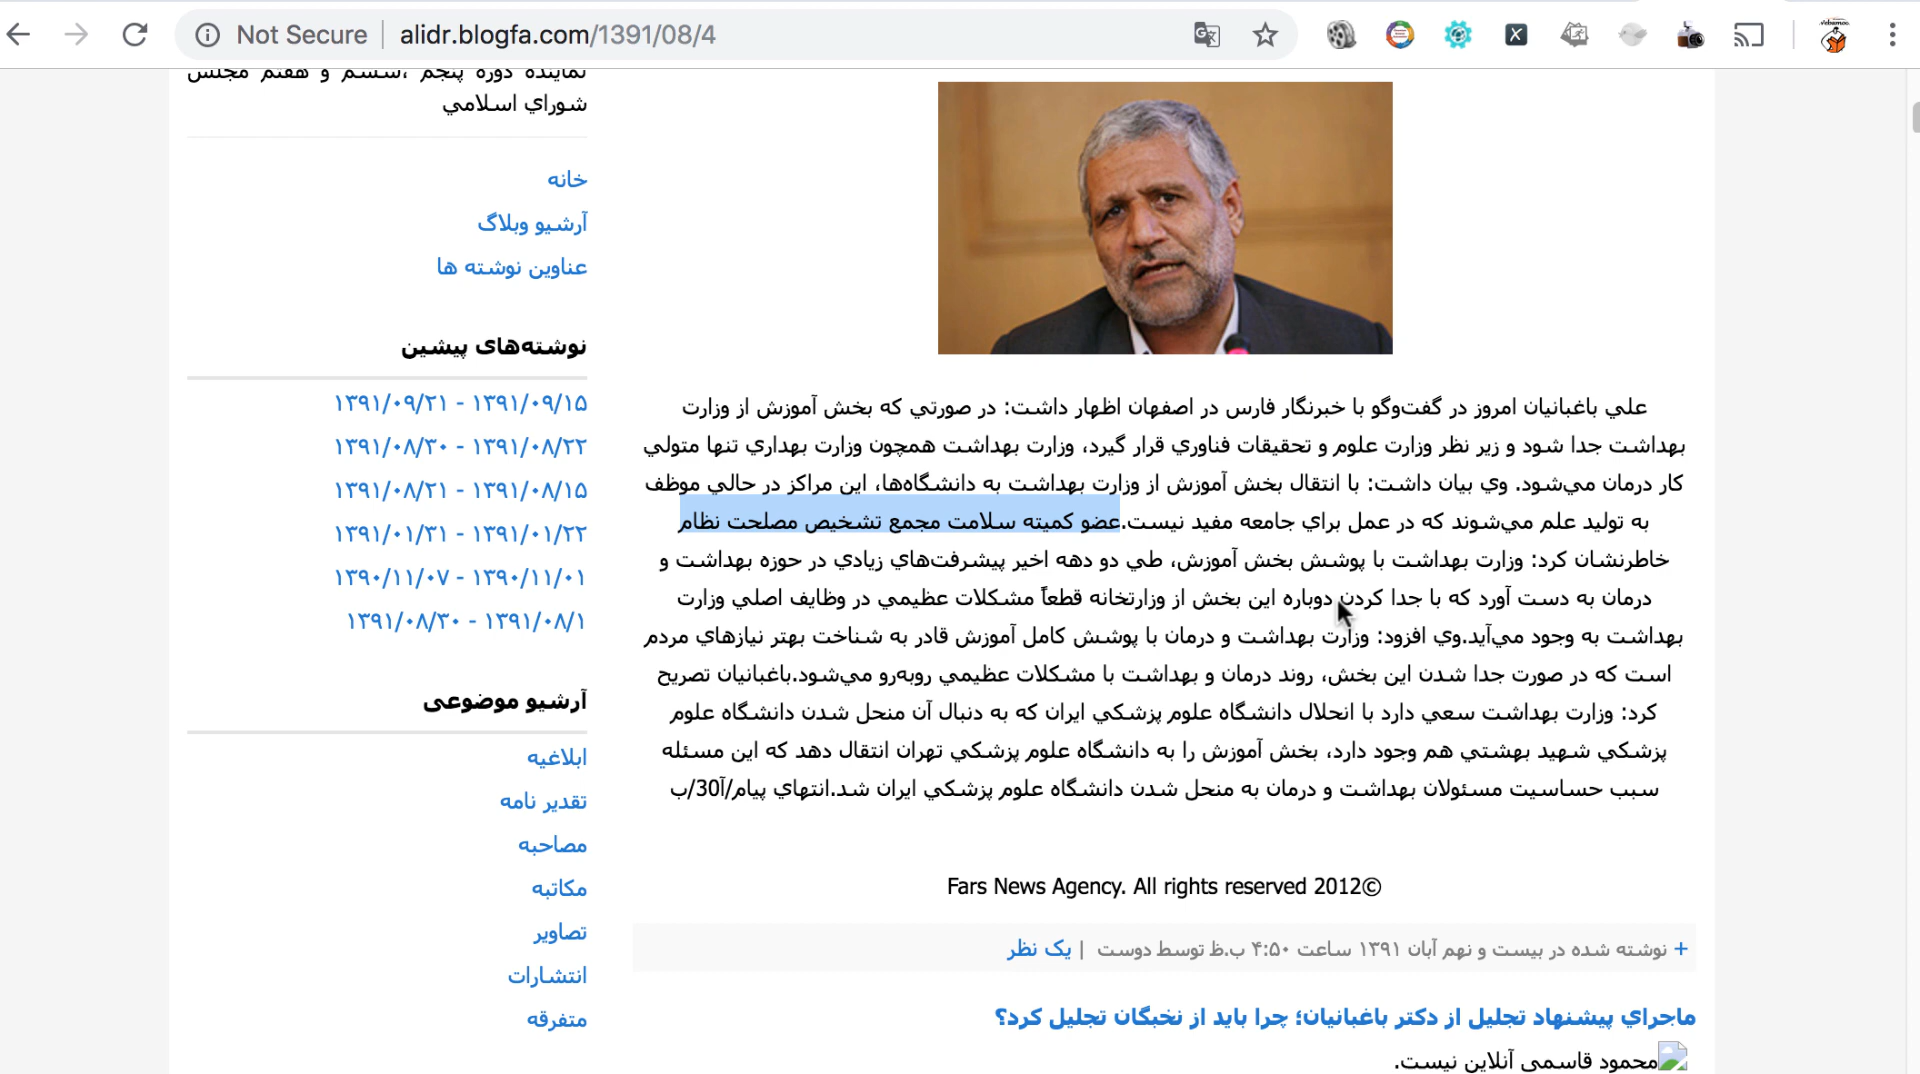 Not Secure
alidr.blogfa.com/1391/08/4
نماينده دوره پنجم ،ششم و هفتم مجلس
شوراي اسلامي
خانه
آرشیو وبلاگ
عناوین نوشته ها
نوشته‌های پیشین
۱۳۹۱/۰۹/۱۵ - ۱۳۹۱/۰۹/۲۱
۱۳۹۱/۰۸/۲۲ - ۱۳۹۱/۰۸/۳۰
۱۳۹۱/۰۸/۱۵ - ۱۳۹۱/۰۸/۲۱
۱۳۹۱/۰۱/۲۲ - ۱۳۹۱/۰۱/۳۱
۱۳۹۰/۱۱/۰۱ - ۱۳۹۰/۱۱/۰۷
۱۳۹۱/۰۸/۱ - ۱۳۹۱/۰۸/۳۰
آرشیو موضوعی
ابلاغیه
تقدیر نامه
مصاحبه
مکاتبه
تصاویر
انتشارات
متفرقه
علي باغبانيان امروز در گفت‌وگو با خبرنگار فارس در اصفهان اظهار داشت: در صورتي كه بخش آموزش از وزارت
بهداشت جدا شود و زير نظر وزارت علوم و تحقيقات فناوري قرار گيرد، وزارت بهداشت همچون وزارت بهداري تنها متولي
كار درمان مي‌شود. وي بيان داشت: با انتقال بخش آموزش از وزارت بهداشت به دانشگاه‌ها، اين مراكز در حالي موظف
به توليد علم مي‌شوند كه در عمل براي جامعه مفيد نيست.عضو كميته سلامت مجمع تشخيص مصلحت نظام
خاطرنشان كرد: وزارت بهداشت با پوشش بخش آموزش، طي دو دهه اخير پيشرفت‌هاي زيادي در حوزه بهداشت و
درمان به دست آورد كه با جدا كردن دوباره اين بخش از وزارتخانه قطعاً مشكلات عظيمي در وظايف اصلي وزارت
بهداشت به وجود مي‌آيد.وي افزود: وزارت بهداشت و درمان با پوشش كامل آموزش قادر به شناخت بهتر نيازهاي مردم
است كه در صورت جدا شدن اين بخش، روند درمان و بهداشت با مشكلات عظيمي روبه‌رو مي‌شود.باغبانيان تصريح
كرد: وزارت بهداشت سعي دارد با انحلال دانشگاه علوم پزشكي ايران كه به دنبال آن منحل شدن دانشگاه علوم
پزشكي شهيد بهشتي هم وجود دارد، بخش آموزش را به دانشگاه علوم پزشكي تهران انتقال دهد كه اين مسئله
سبب حساسيت مسئولان بهداشت و درمان به منحل شدن دانشگاه علوم پزشكي ايران شد.انتهاي پيام/آ30/ب
Fars News Agency. All rights reserved 2012©
+ نوشته شده در بیست و نهم آبان ۱۳۹۱ ساعت ۴:۵۰ ب.ظ توسط دوست | یک نظر
ماجراي پيشنهاد تجليل از دكتر باغبانيان؛ چرا بايد از نخبگان تجليل كرد؟
محمود قاسمی آنلاین نیست.